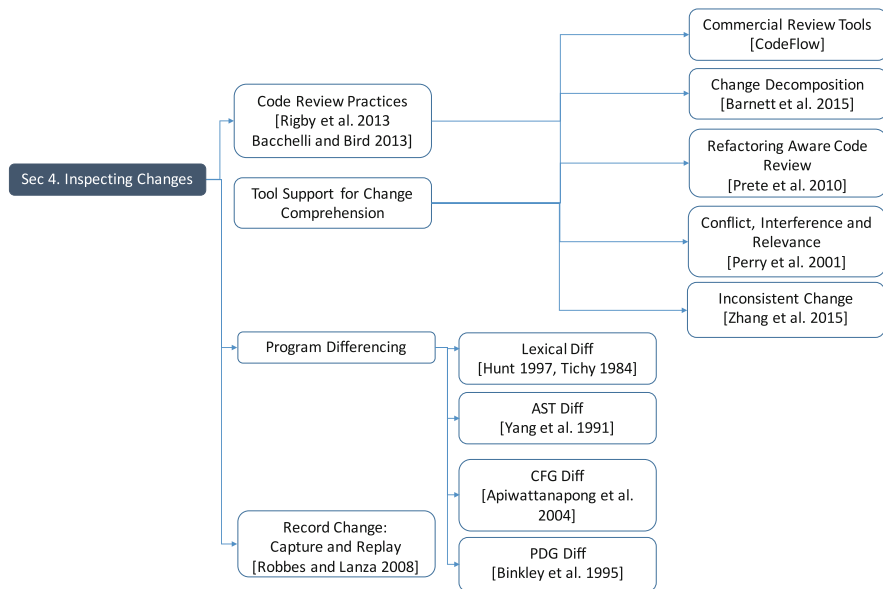 Sec 4. Inspecting Changes
Code Review Practices
[Rigby et al. 2013
Bacchelli and Bird 2013]
Tool Support for Change
Comprehension
Commercial Review Tools
[CodeFlow]
Change Decomposition
[Barnett et al. 2015]
Refactoring Aware Code
Review
[Prete et al. 2010]
Conflict, Interference and
Relevance
[Perry et al. 2001]
Inconsistent Change
[Zhang et al. 2015]
Program Differencing
Lexical Diff
[Hunt 1997, Tichy 1984]
AST Diff
[Yang et al. 1991]
CFG Diff
[Apiwattanapong et al.
2004]
PDG Diff
[Binkley et al. 1995]
Record Change:
Capture and Replay
[Robbes and Lanza 2008]